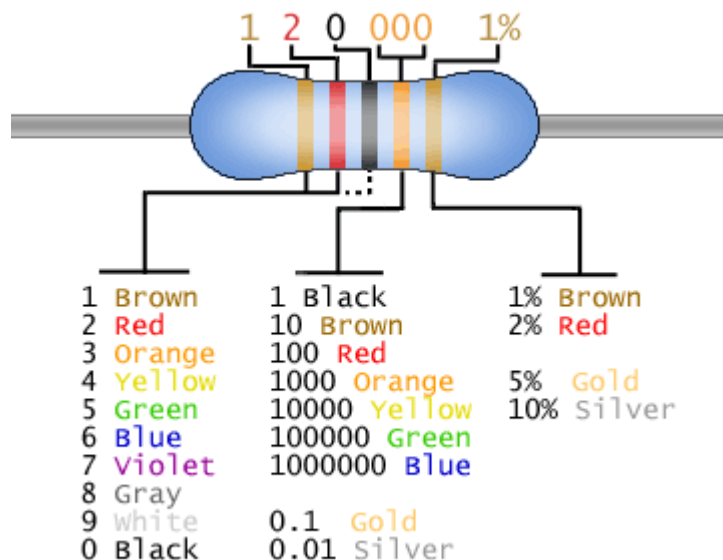 1 2 0 000 1%
1 Brown 1 Black 1% Brown
2 Red 10 Brown 2% Red
3 Orange 100 Red
4 Yellow 1000 Orange 5% Gold
5 Green 10000 Yellow 10% Silver
6 Blue 100000 Green
7 Violet 1000000 Blue
8 Gray
9 White 0.1 Gold
0 Black 0.01 Silver